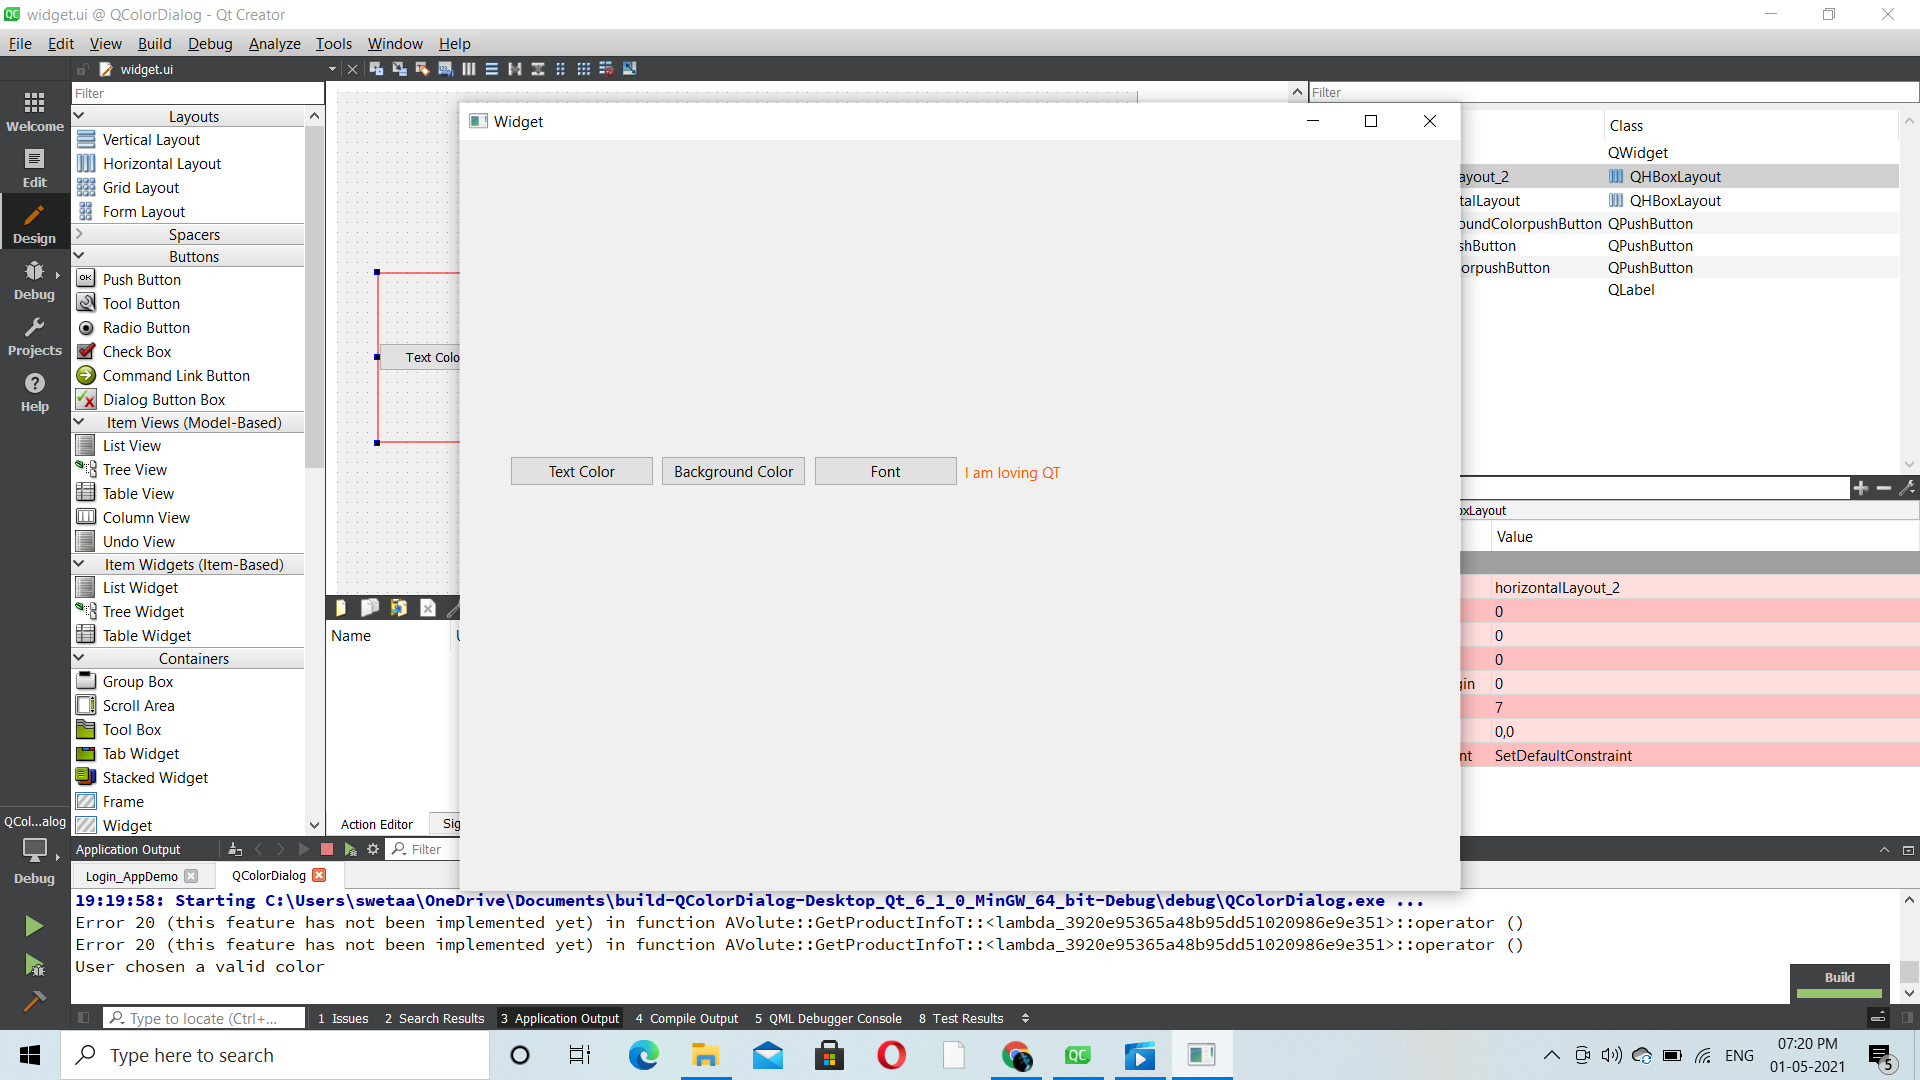 widget.ui @ QColorDialog - Qt Creator
File Edit View Build Debug Analyze Tools Window Help
widget.ui
Filter
Layouts
Vertical Layout
Horizontal Layout
Grid Layout
Form Layout
Spacers
Buttons
Push Button
Tool Button
Radio Button
Check Box
Command Link Button
Dialog Button Box
Item Views (Model-Based)
List View
Tree View
Table View
Column View
Undo View
Item Widgets (Item-Based)
List Widget
Tree Widget
Table Widget
Containers
Group Box
Scroll Area
Tool Box
Tab Widget
Stacked Widget
Frame
Widget
Welcome
Edit
Design
Debug
Projects
Help
QCol...alog
Debug
Text Colo
Name
Action Editor
Sig
Widget
Text Color
Background Color
Font
I am loving QT
Filter
Class
QWidget
ayout_2 QHBoxLayout
talLayout QHBoxLayout
oundColorpushButton QPushButton
shButton QPushButton
orpushButton QPushButton
QLabel
oxLayout
Value
horizontalLayout_2
0
0
0
gin 0
7
0,0
nt SetDefaultConstraint
Application Output
Filter
Login_AppDemo
QColorDialog
19:19:58: Starting C:\Users\swetaa\OneDrive\Documents\build-QColorDialog-Desktop_Qt_6_1_0_MinGW_64_bit-Debug\debug\QColorDialog.exe ...
Error 20 (this feature has not been implemented yet) in function AVolute::GetProductInfoT::<lambda_3920e95365a48b95dd51020986e9e351>::operator ()
Error 20 (this feature has not been implemented yet) in function AVolute::GetProductInfoT::<lambda_3920e95365a48b95dd51020986e9e351>::operator ()
User chosen a valid color
Build
Type to locate (Ctrl+...
1 Issues
2 Search Results
3 Application Output
4 Compile Output
5 QML Debugger Console
8 Test Results
Type here to search
ENG
07:20 PM
01-05-2021
5